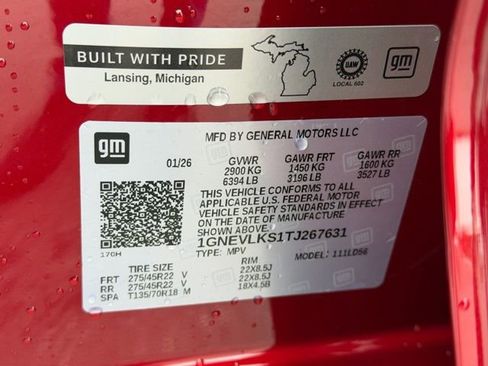 BUILT WITH PRIDE
Lansing, Michigan
UAW
LOCAL 602
gm
gm
MFD BY GENERAL MOTORS LLC
01/26 GVWR GAWR FRT GAWR RR
2900 KG 1450 KG 1600 KG
6394 LB 3196 LB 3527 LB
THIS VEHICLE CONFORMS TO ALL
APPLICABLE U.S. FEDERAL MOTOR
VEHICLE SAFETY STANDARDS IN EFFECT
ON THE DATE OF MANUFACTURE
SHOWN ABOVE.
1GNEVLKS1TJ267631
170H TYPE: MPV MODEL: 111LD56
TIRE SIZE RIM
FRT 275/45R22 V 22X8.5J
RR 275/45R22 V 22X8.5J
SPA T135/70R18 M 18X4.5B